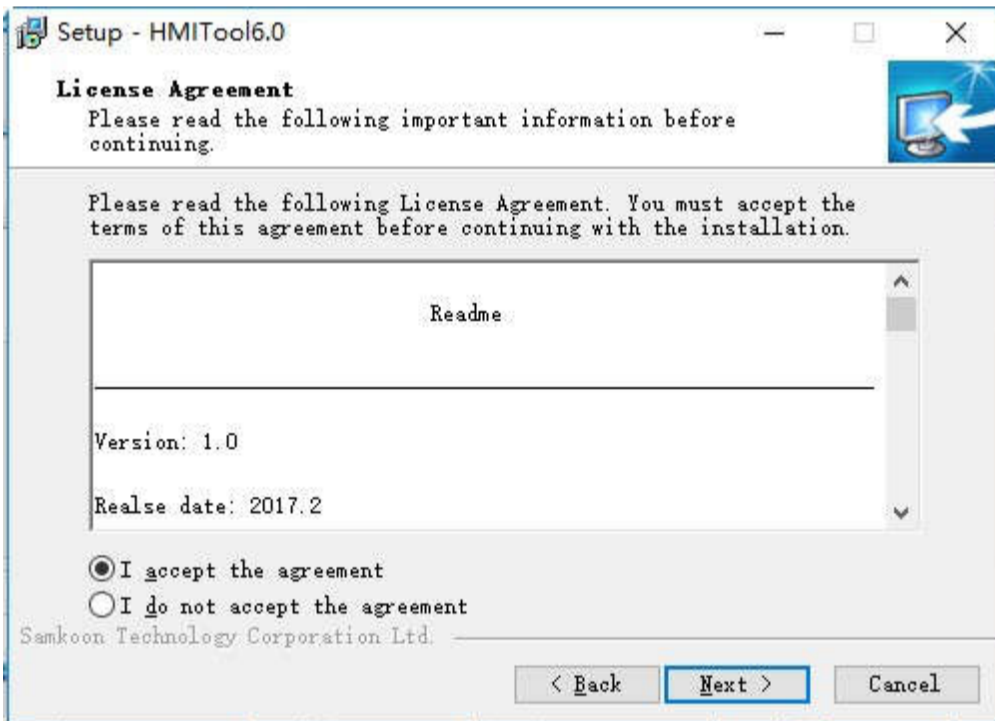 Setup - HMITool6.0
License Agreement
Please read the following important information before
continuing.
Please read the following License Agreement. You must accept the
terms of this agreement before continuing with the installation.
Readme
Version: 1.0
Realse date: 2017.2
I accept the agreement
I do not accept the agreement
Samkoon Technology Corporation Ltd.
< Back
Next >
Cancel